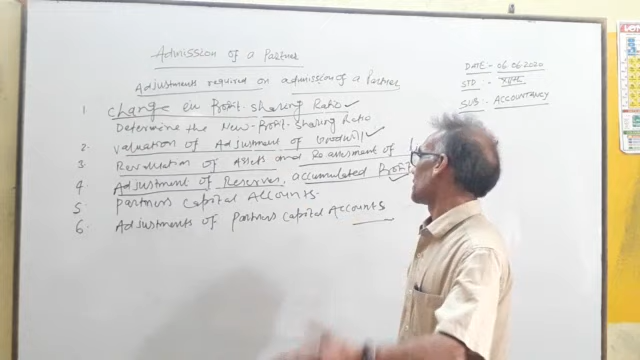 Admission of a Partner
DATE:- 06.06.2020
STD :-
SUB:- ACCOUNTANCY
Adjustments required on admission of a Partner
1 Change in Profit Sharing Ratio
Determine the New-Profit-Sharing Ratio
2. Valuation of Adjustment of Goodwill
3 Revaluation of Assets and Reassesment of
4. Adjustment of Reserves, accumulated Profit
5 partners capital Accounts.
6. Adjustments of partners capital Accounts